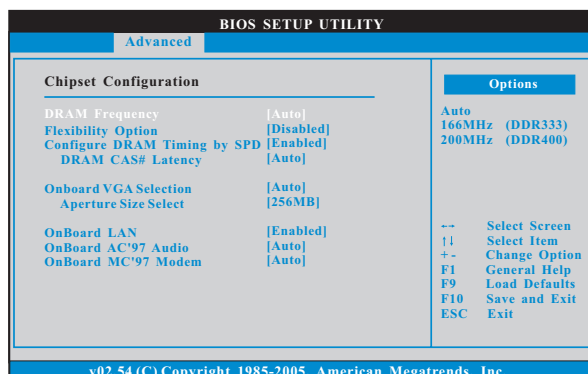 BIOS SETUP UTILITY
Advanced
Chipset Configuration
DRAM Frequency [Auto]
Flexibility Option [Disabled]
Configure DRAM Timing by SPD [Enabled]
DRAM CAS# Latency [Auto]
Onboard VGA Selection [Auto]
Aperture Size Select [256MB]
OnBoard LAN [Enabled]
OnBoard AC'97 Audio [Auto]
OnBoard MC'97 Modem [Auto]
Options
Auto
166MHz (DDR333)
200MHz (DDR400)
←→ Select Screen
↑↓ Select Item
+ - Change Option
F1 General Help
F9 Load Defaults
F10 Save and Exit
ESC Exit
v02.54 (C) Copyright 1985-2005, American Megatrends, Inc.